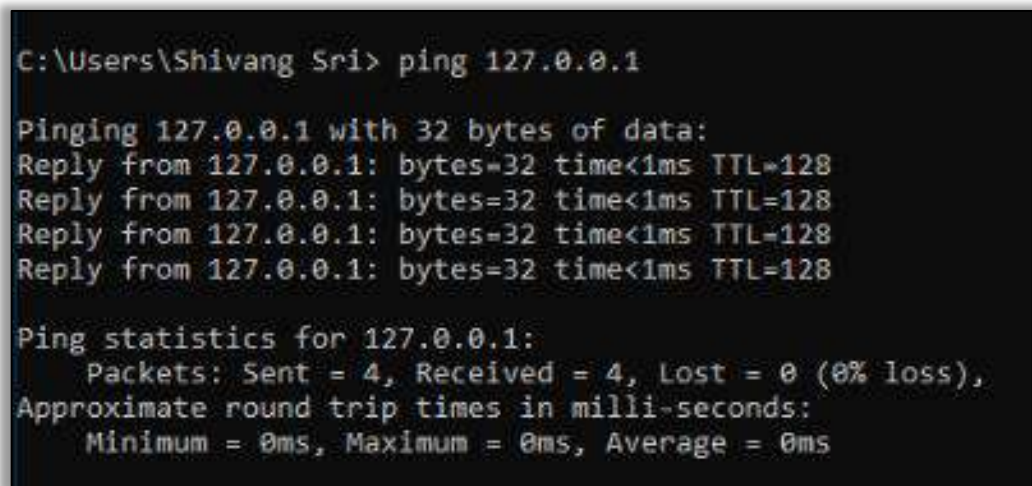 C:\Users\Shivang Sri> ping 127.0.0.1
Pinging 127.0.0.1 with 32 bytes of data:
Reply from 127.0.0.1: bytes=32 time<1ms TTL=128
Reply from 127.0.0.1: bytes=32 time<1ms TTL=128
Reply from 127.0.0.1: bytes=32 time<1ms TTL=128
Reply from 127.0.0.1: bytes=32 time<1ms TTL=128
Ping statistics for 127.0.0.1:
Packets: Sent = 4, Received = 4, Lost = 0 (0% loss),
Approximate round trip times in milli-seconds:
Minimum = 0ms, Maximum = 0ms, Average = 0ms